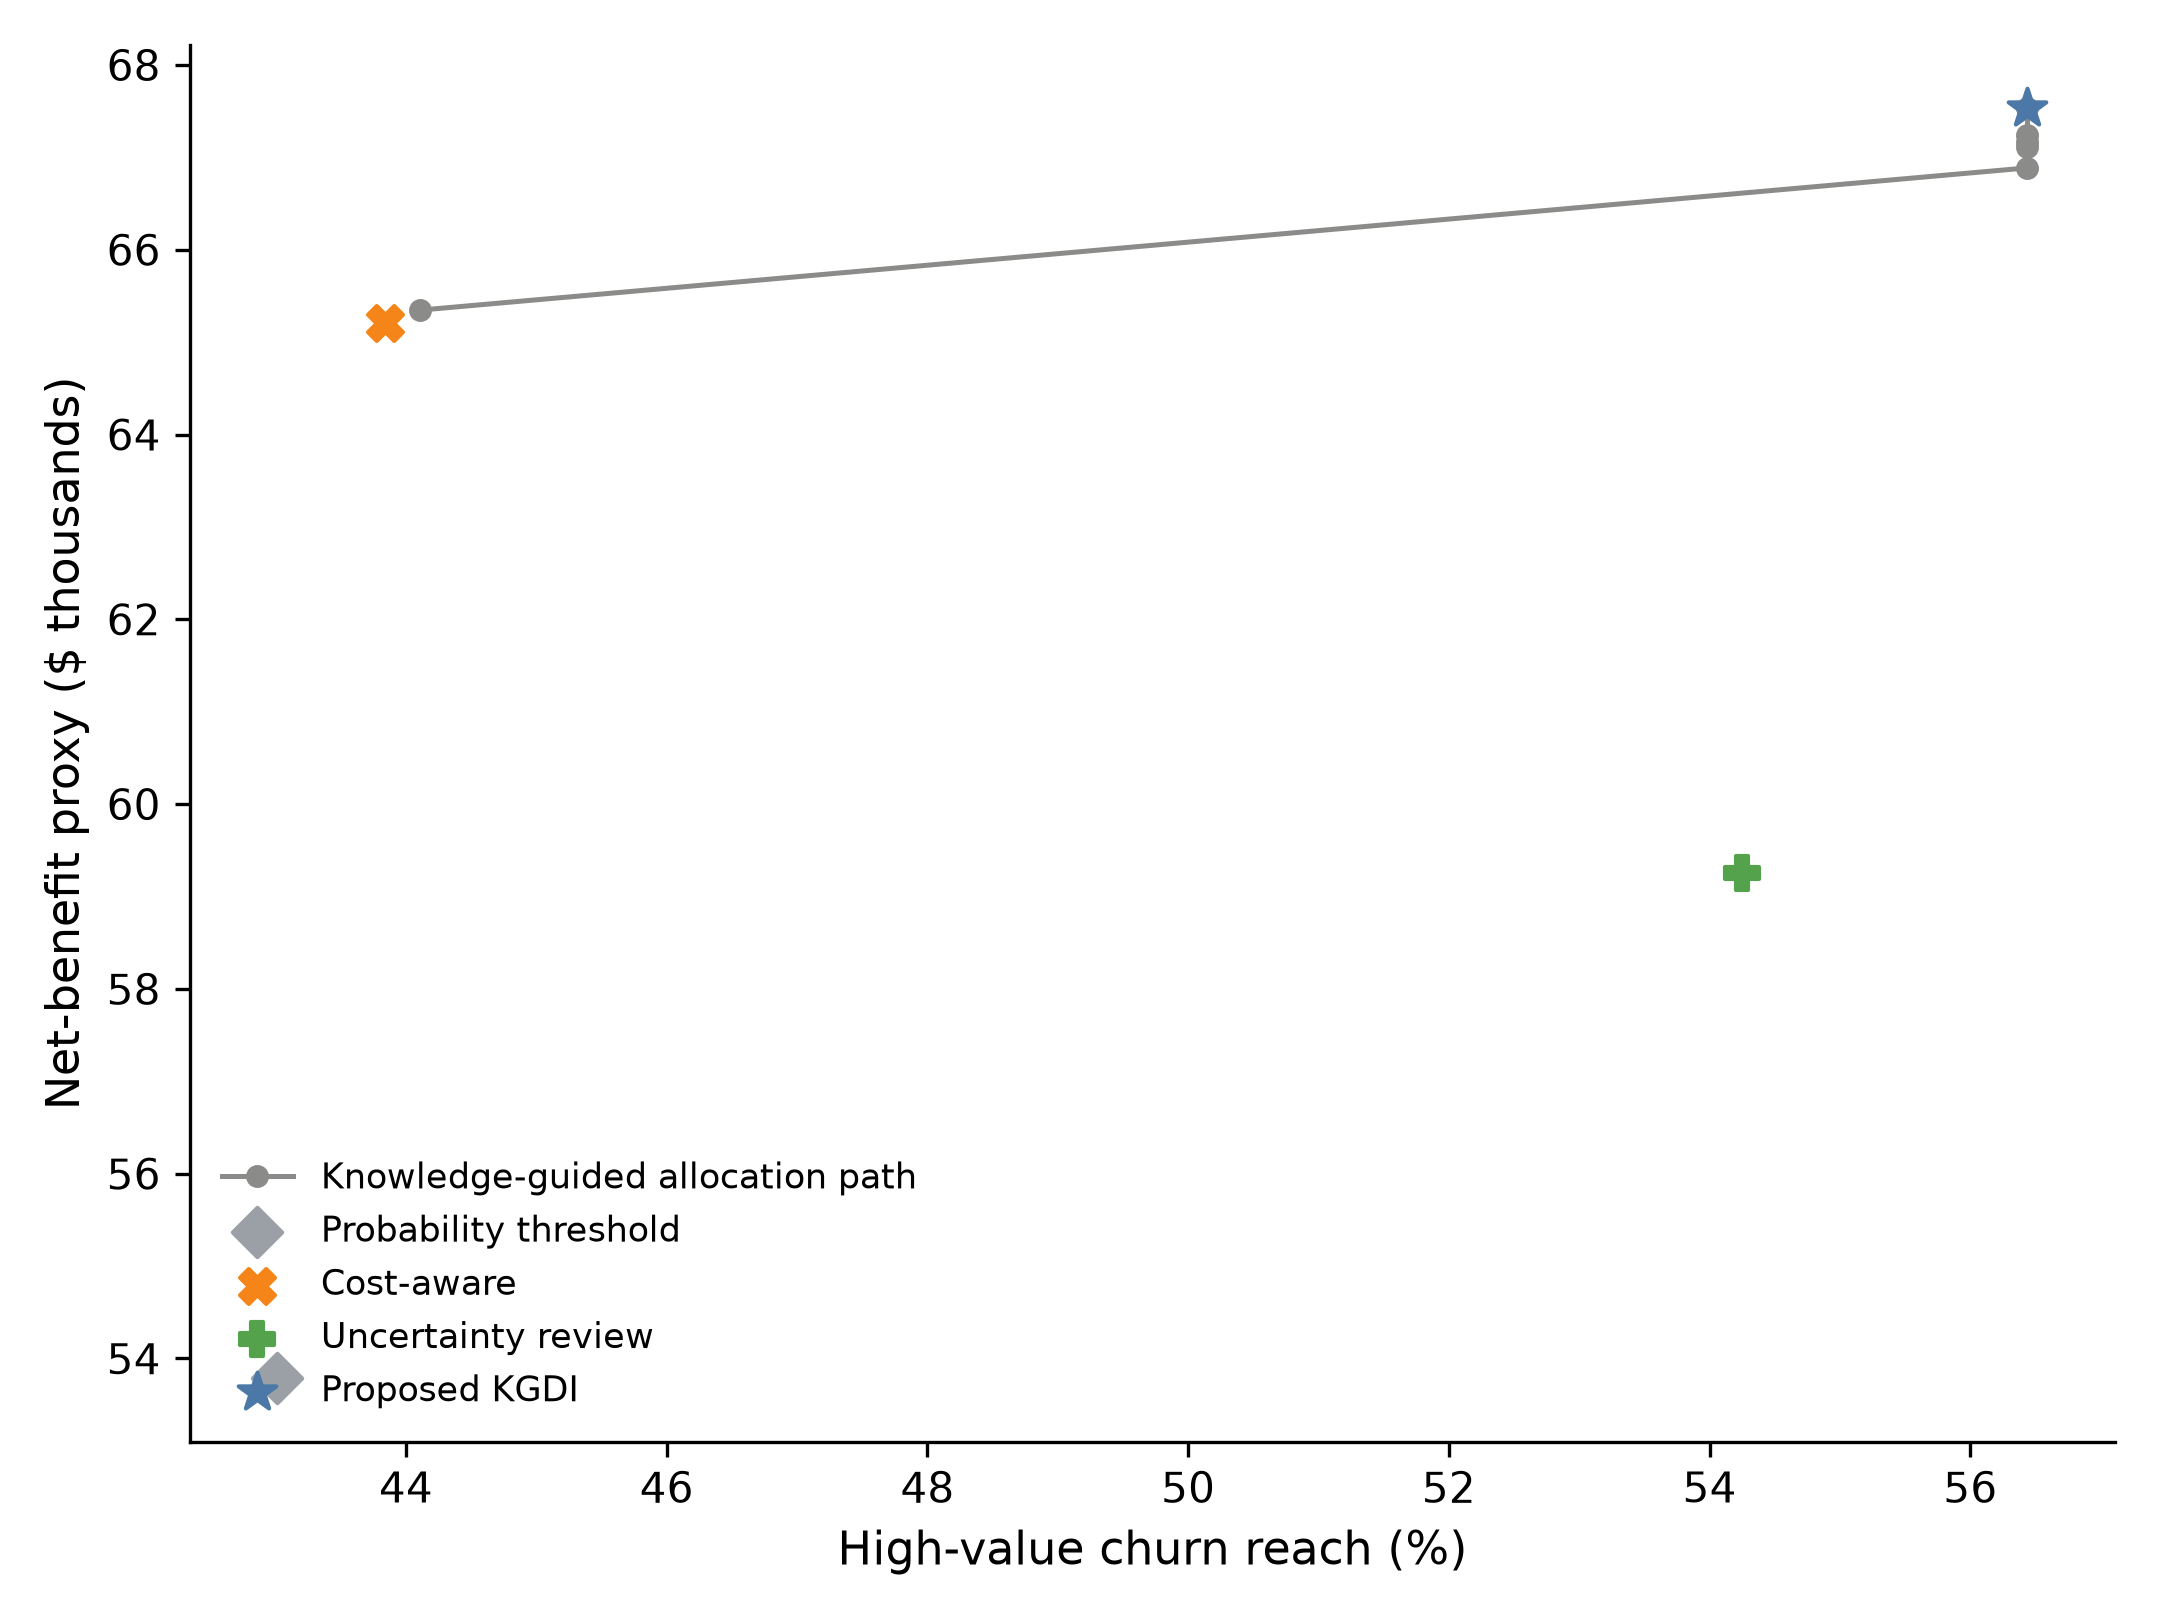 68
66
64
62
60
58
56
54
Net-benefit proxy ($ thousands)
Knowledge-guided allocation path
Probability threshold
Cost-aware
Uncertainty review
Proposed KGDI
44 46 48 50 52 54 56
High-value churn reach (%)